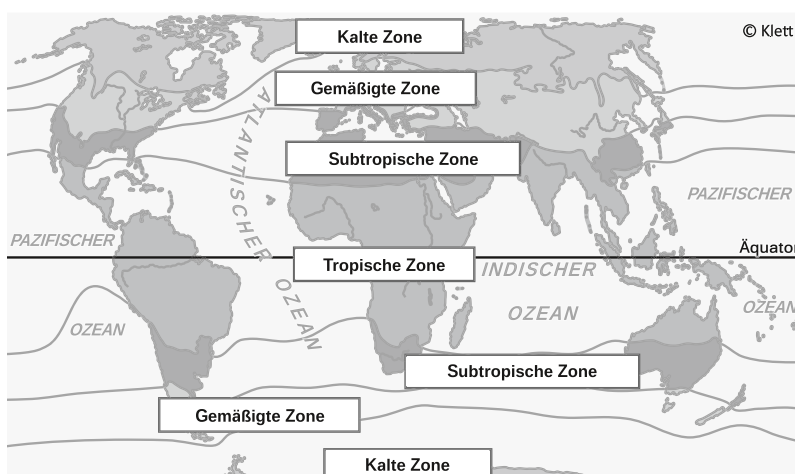 Kalte Zone
© Klett
Gemäßigte Zone
ATLANTISCHER
OZEAN
Subtropische Zone
PAZIFISCHER
PAZIFISCHER
Äquator
Tropische Zone
INDISCHER
OZEAN
OZEAN
OZEAN
Subtropische Zone
Gemäßigte Zone
Kalte Zone